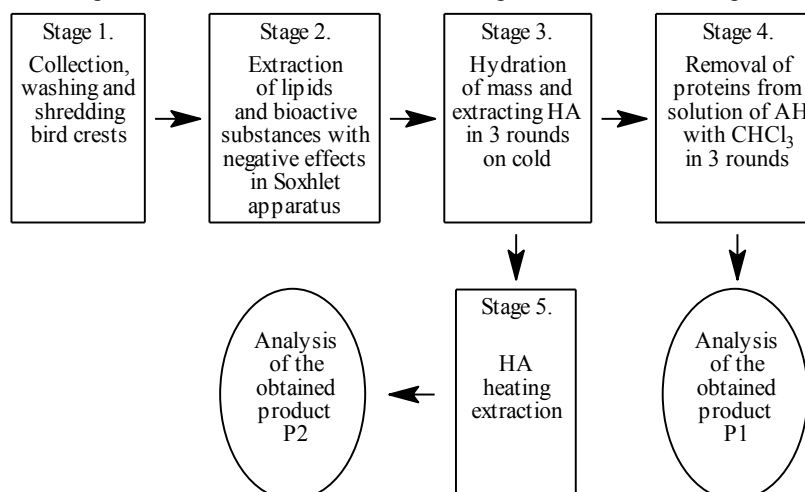 Stage 1.
Collection,
washing and
shredding
bird crests
Stage 2.
Extraction
of lipids
and bioactive
substances with
negative effects
in Soxhlet
apparatus
Stage 3.
Hydration
of mass and
extracting HA
in 3 rounds
on cold
Stage 4.
Removal of
proteins from
solution of AH
with CHCl₃
in 3 rounds
Analysis
of the
obtained
product
P2
Stage 5.
HA
heating
extraction
Analysis
of the
obtained
product
P1